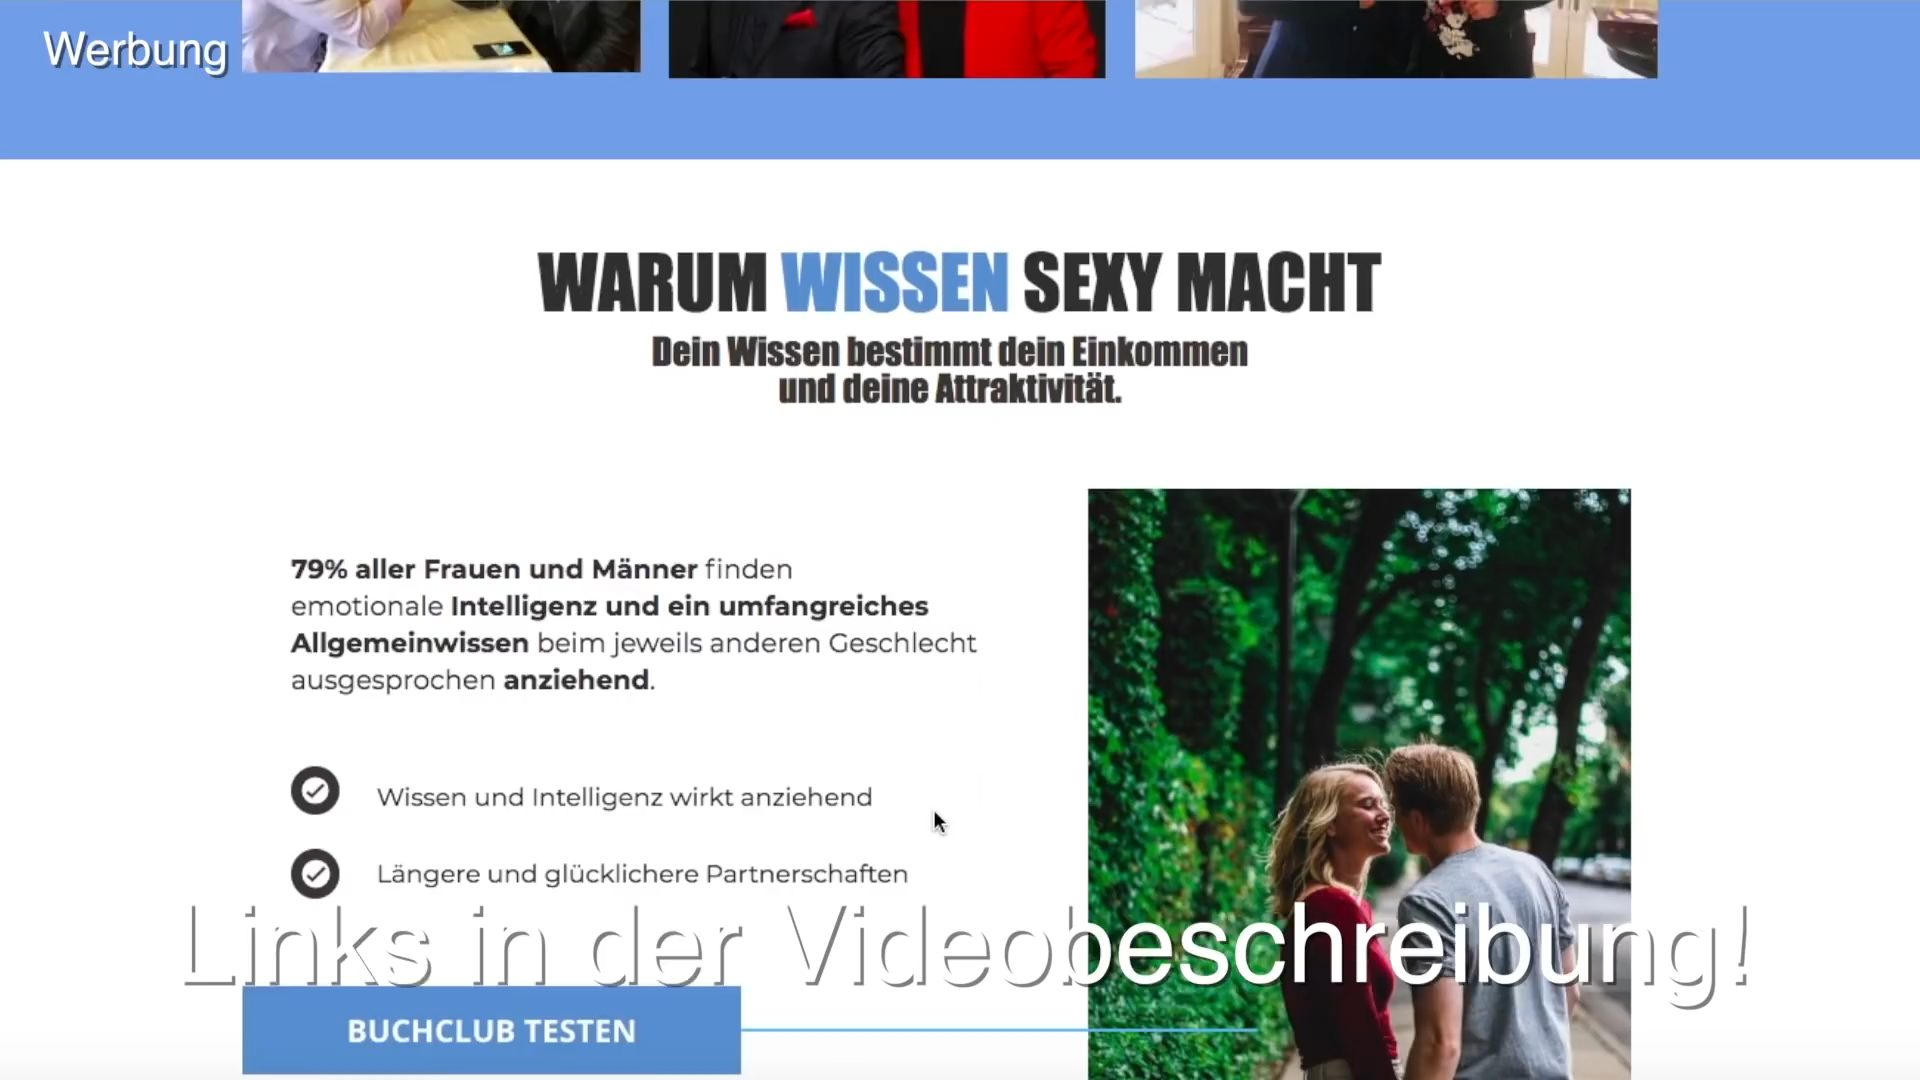 Werbung
WARUM WISSEN SEXY MACHT
Dein Wissen bestimmt dein Einkommen
und deine Attraktivität.
79% aller Frauen und Männer finden
emotionale Intelligenz und ein umfangreiches
Allgemeinwissen beim jeweils anderen Geschlecht
ausgesprochen anziehend.
Wissen und Intelligenz wirkt anziehend
Längere und glücklichere Partnerschaften
Links in der Videobeschreibung!
BUCHCLUB TESTEN